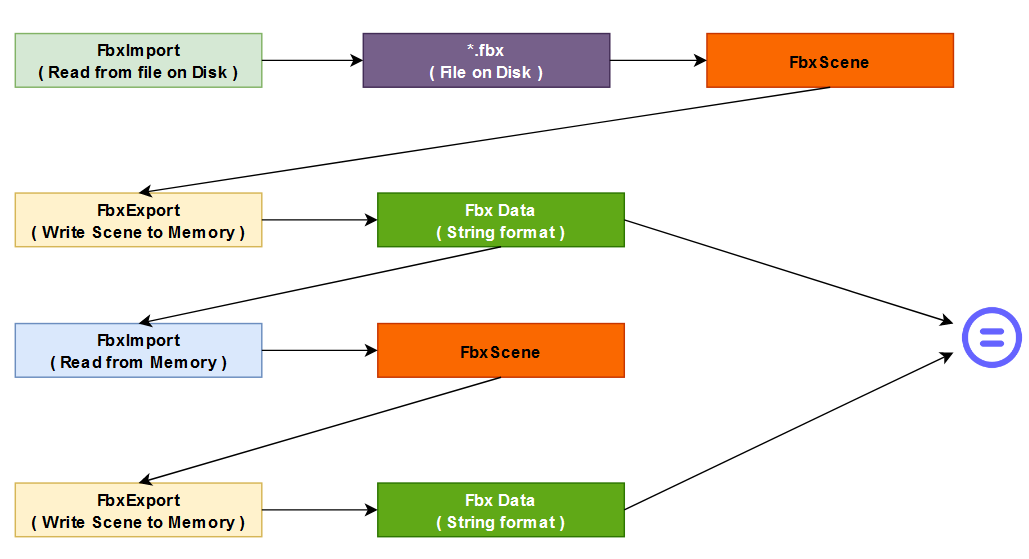 FbxImport
( Read from file on Disk )
*.fbx
( File on Disk )
FbxScene
FbxExport
( Write Scene to Memory )
Fbx Data
( String format )
FbxImport
( Read from Memory )
FbxScene
FbxExport
( Write Scene to Memory )
Fbx Data
( String format )
=